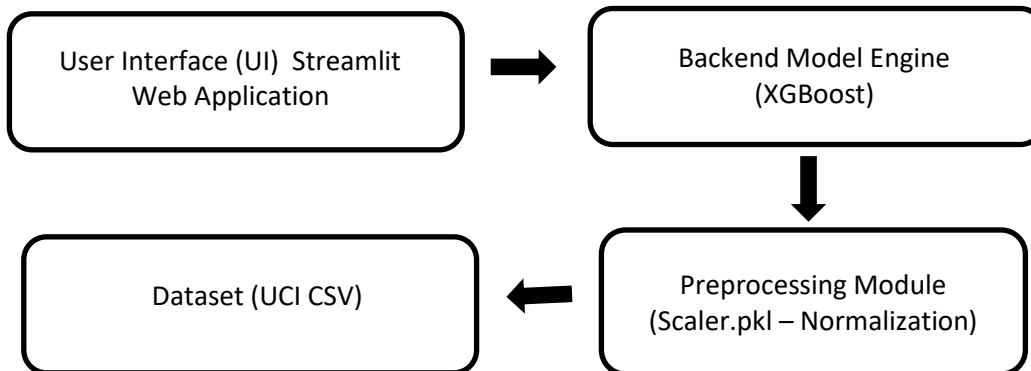 User Interface (UI)  Streamlit
Web Application
Backend Model Engine
(XGBoost)
Dataset (UCI CSV)
Preprocessing Module
(Scaler.pkl – Normalization)